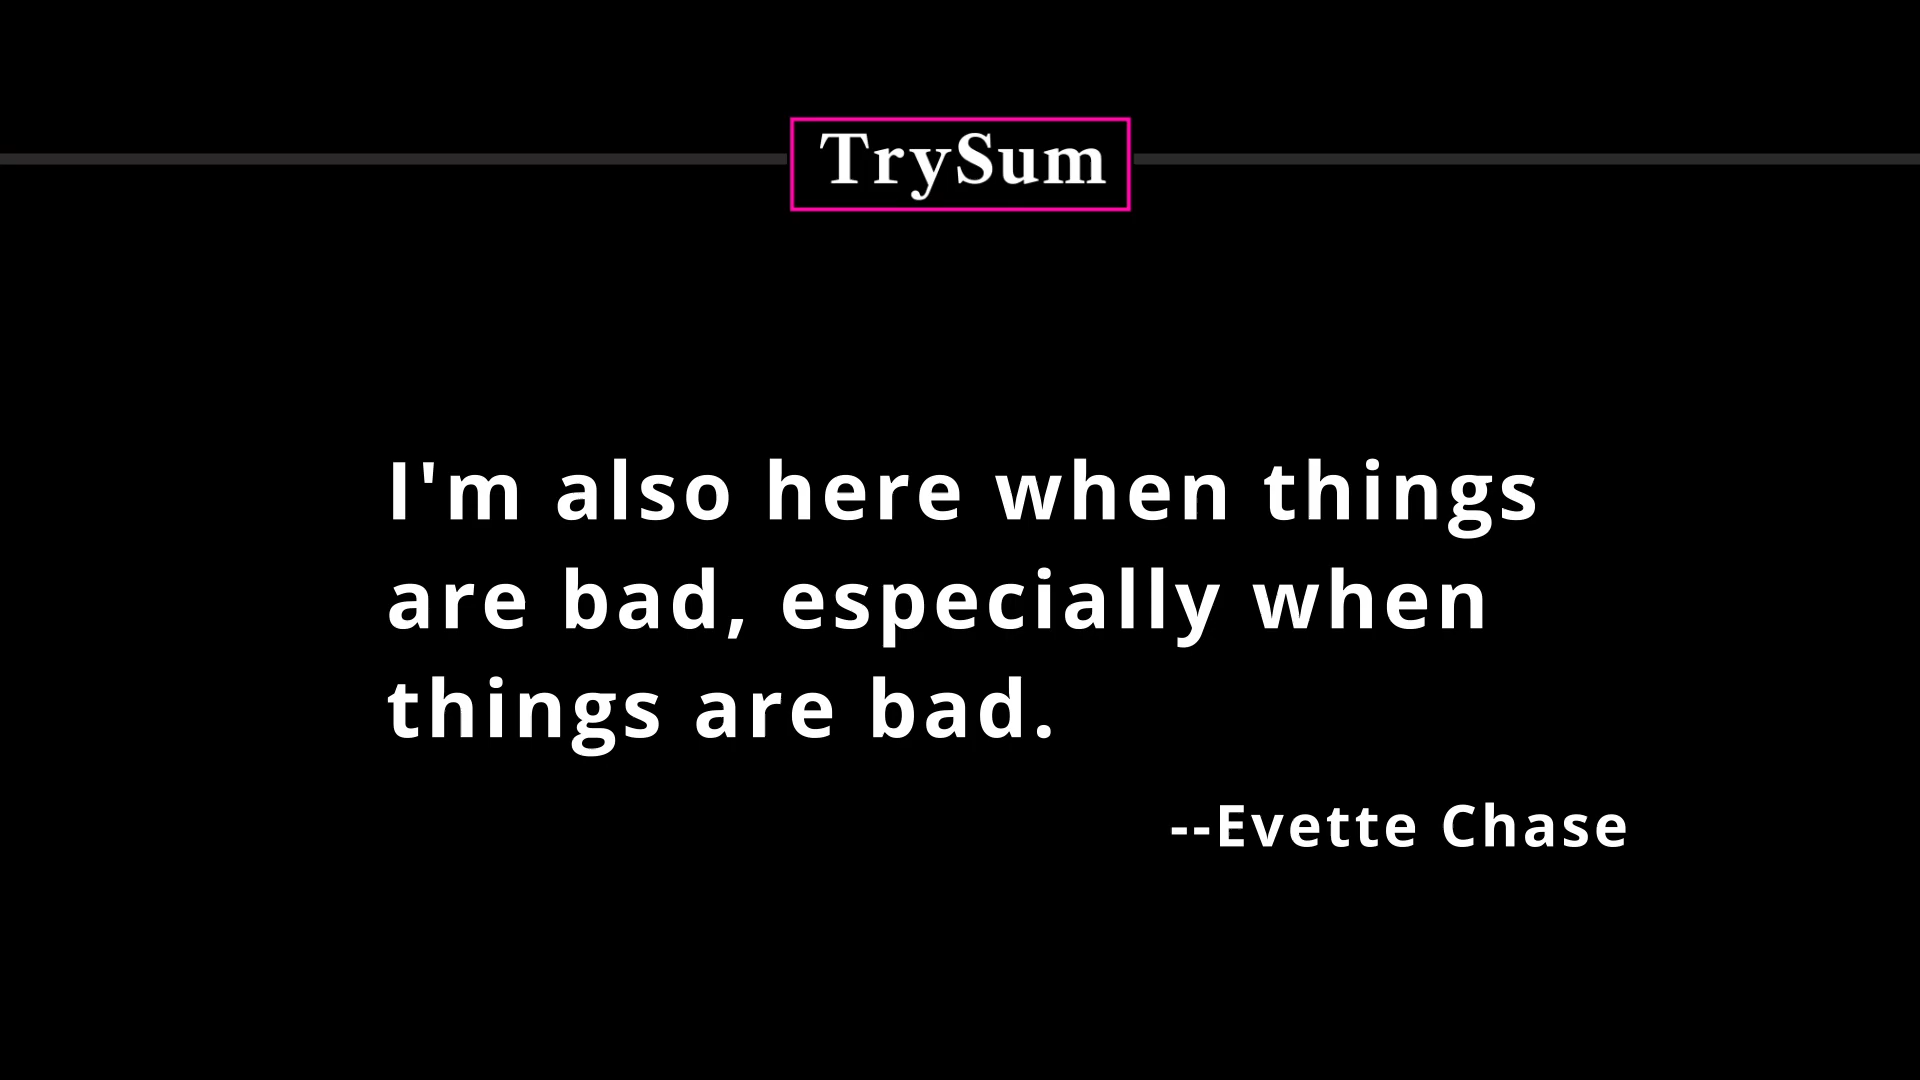 TrySum
I'm also here when things
are bad, especially when
things are bad.
--Evette Chase